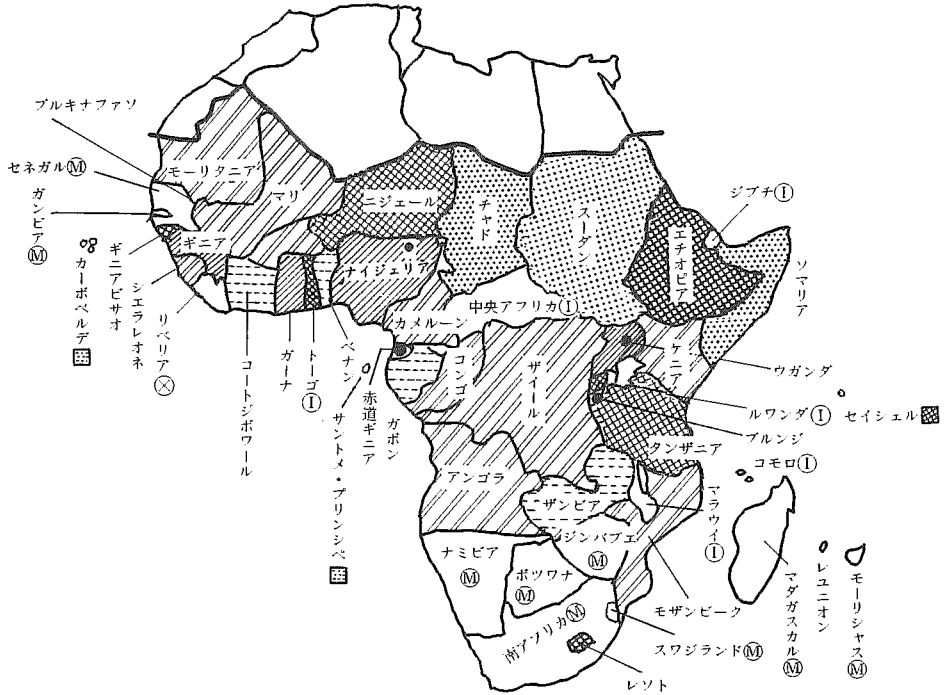 ブルキナファソ
セネガルⓂ
ガンビアⓂ
カーボベルデ
ギニアビサオ
シエラレオネ
リベリア⊗
モーリタニア
マリ
ギニア
ニジェール
チャド
スーダン
エチオピア
ジブチⒾ
ソマリア
ナイジェリア
カメルーン
中央アフリカⒾ
コートジボワール
ガーナ
トーゴⒾ
ベナン
サントメ・プリンシペ
赤道ギニア
ガボン
コンゴ
ザイール
ケニア
ウガンダ
ルワンダⒾ
セイシェル
ブルンジ
タンザニア
コモロⒾ
アンゴラ
ザンビア
マラウイⒾ
ジンバブエ
Ⓜ
ナミビア
Ⓜ
ボツワナ
Ⓜ
モザンビーク
南アフリカⓂ
スワジランドⓂ
レソト
マダガスカルⓂ
レユニオン
モーリシャスⓂ